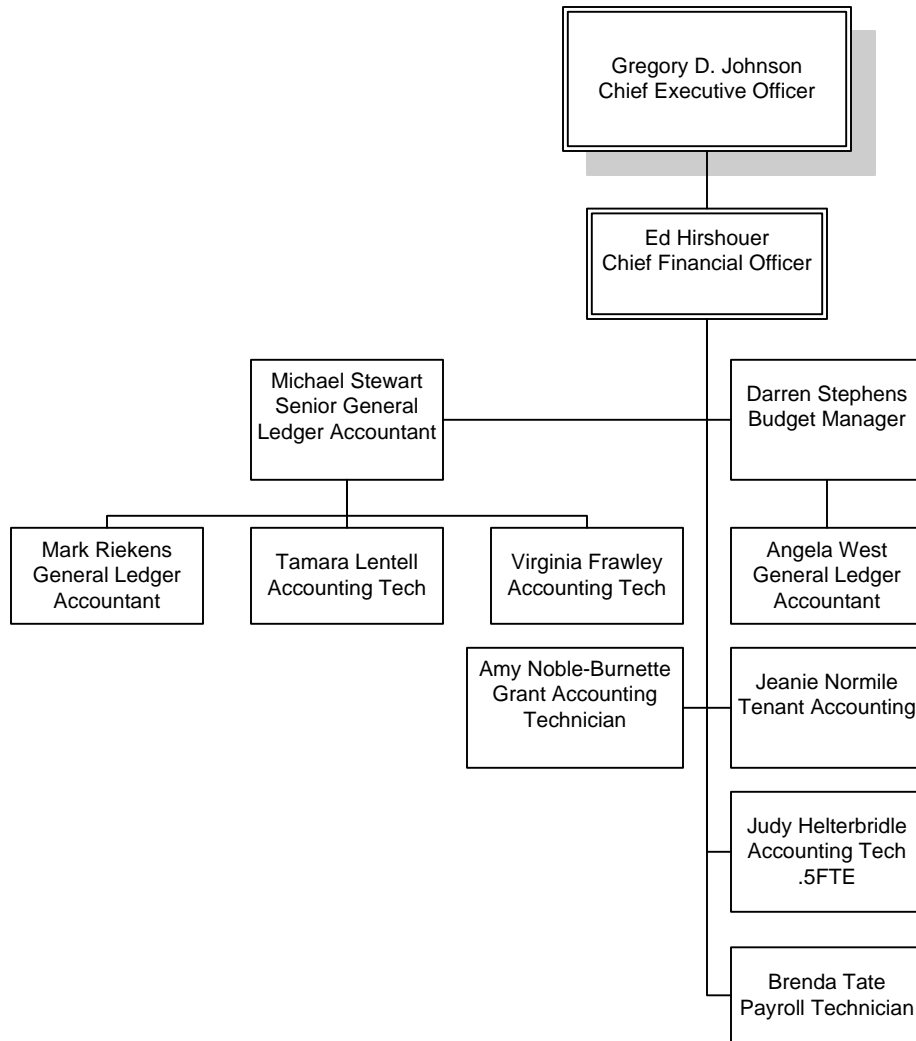 Gregory D. Johnson
Chief Executive Officer
Ed Hirshouer
Chief Financial Officer
Michael Stewart
Senior General
Ledger Accountant
Darren Stephens
Budget Manager
Mark Riekens
General Ledger
Accountant
Tamara Lentell
Accounting Tech
Virginia Frawley
Accounting Tech
Angela West
General Ledger
Accountant
Amy Noble-Burnette
Grant Accounting
Technician
Jeanie Normile
Tenant Accounting
Judy Helterbridle
Accounting Tech
.5FTE
Brenda Tate
Payroll Technician